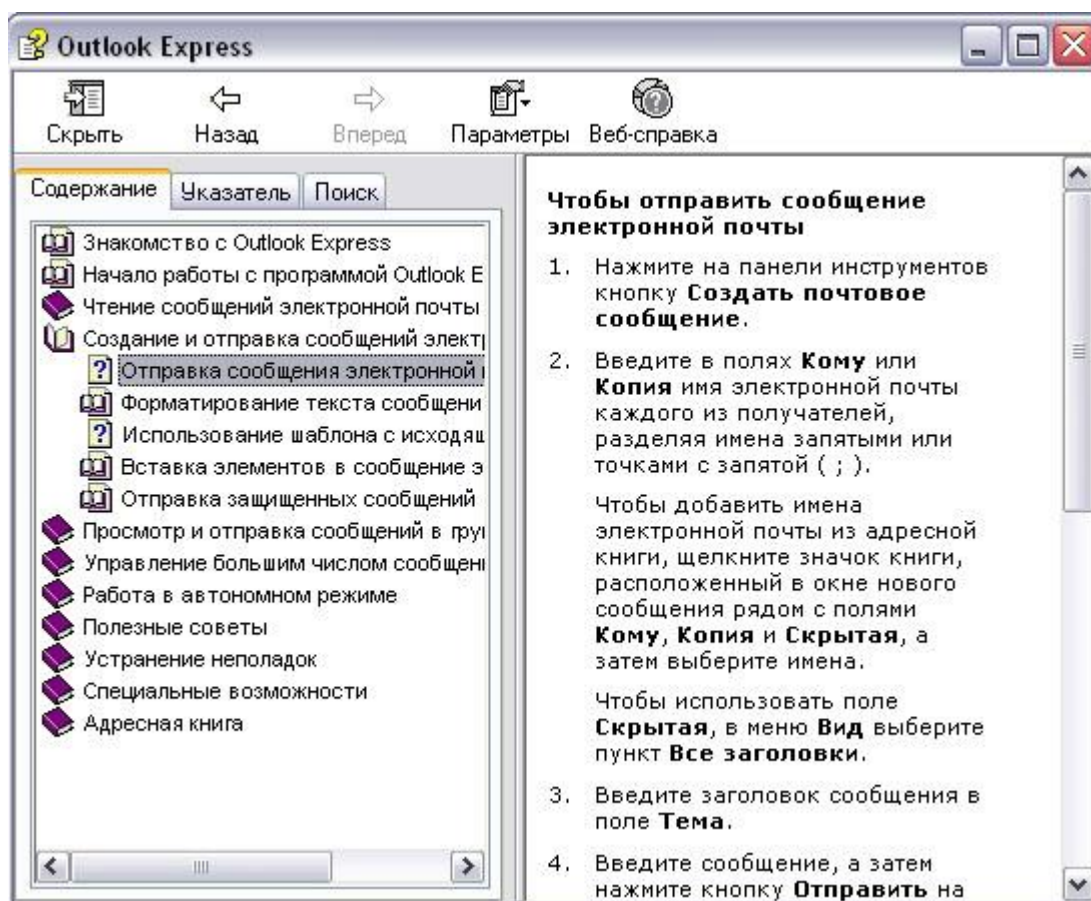 Outlook Express
Скрыть Назад Вперед Параметры Веб-справка
Содержание Указатель Поиск
Знакомство с Outlook Express
Начало работы с программой Outlook E
Чтение сообщений электронной почты
Создание и отправка сообщений элект
Отправка сообщения электронной
Форматирование текста сообщени
Использование шаблона с исходящ
Вставка элементов в сообщение э
Отправка защищенных сообщений
Просмотр и отправка сообщений в гру
Управление большим числом сообщен
Работа в автономном режиме
Полезные советы
Устранение неполадок
Специальные возможности
Адресная книга
Чтобы отправить сообщение
электронной почты
1. Нажмите на панели инструментов
кнопку Создать почтовое
сообщение.
2. Введите в полях Кому или
Копия имя электронной почты
каждого из получателей,
разделяя имена запятыми или
точками с запятой ( ; ).
Чтобы добавить имена
электронной почты из адресной
книги, щелкните значок книги,
расположенный в окне нового
сообщения рядом с полями
Кому, Копия и Скрытая, а
затем выберите имена.
Чтобы использовать поле
Скрытая, в меню Вид выберите
пункт Все заголовки.
3. Введите заголовок сообщения в
поле Тема.
4. Введите сообщение, а затем
нажмите кнопку Отправить на